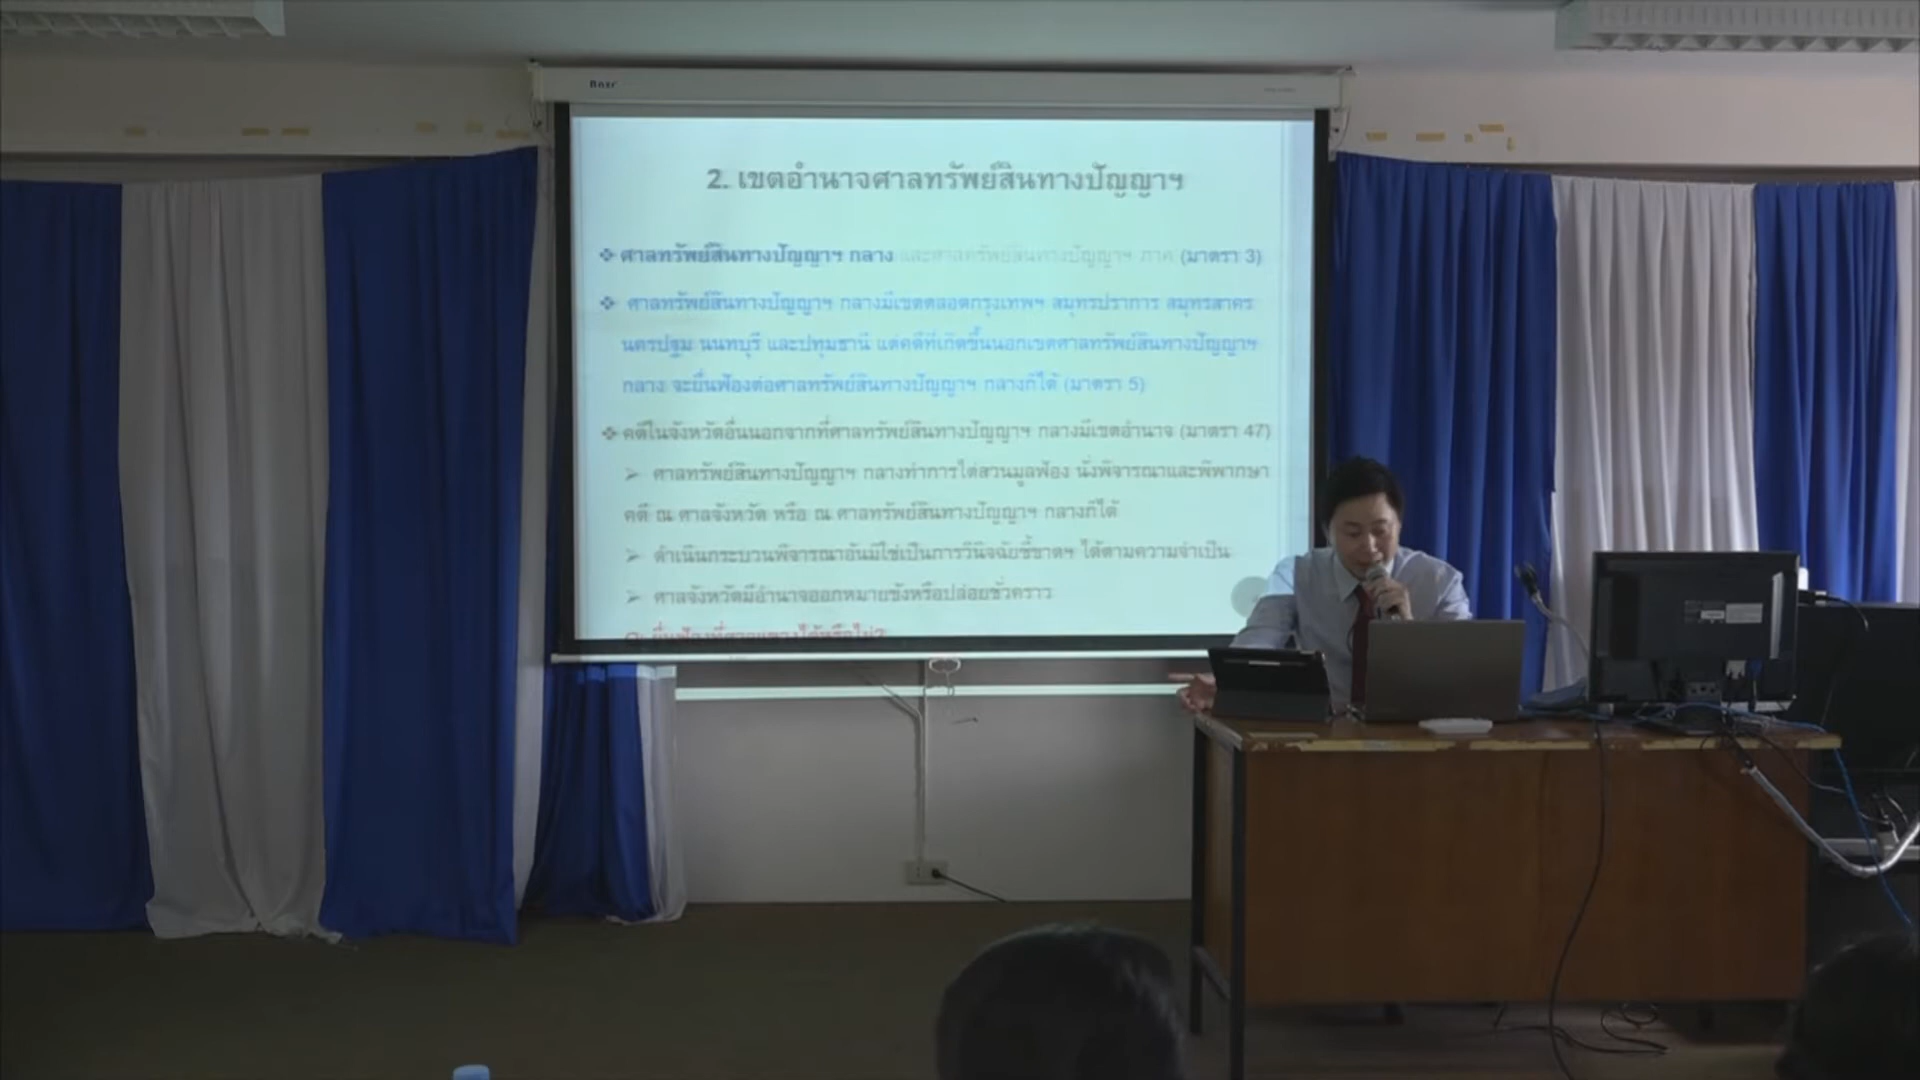 2. เขตอำนาจศาลทรัพย์สินทางปัญญาฯ
❖ ศาลทรัพย์สินทางปัญญาฯ กลาง และศาลทรัพย์สินทางปัญญาฯ ภาค (มาตรา 3)
❖ ศาลทรัพย์สินทางปัญญาฯ กลางมีเขตตลอดกรุงเทพฯ สมุทรปราการ สมุทรสาคร
นครปฐม นนทบุรี และปทุมธานี แต่คดีที่เกิดขึ้นนอกเขตศาลทรัพย์สินทางปัญญาฯ
กลาง จะยื่นฟ้องต่อศาลทรัพย์สินทางปัญญาฯ กลางก็ได้ (มาตรา 5)
❖ คดีในจังหวัดอื่นนอกจากที่ศาลทรัพย์สินทางปัญญาฯ กลางมีเขตอำนาจ (มาตรา 47)
➢ ศาลทรัพย์สินทางปัญญาฯ กลางทำการไต่สวนมูลฟ้อง นั่งพิจารณาและพิพากษา
คดี ณ ศาลจังหวัด หรือ ณ ศาลทรัพย์สินทางปัญญาฯ กลางก็ได้
➢ ดำเนินกระบวนพิจารณาอันมิใช่เป็นการวินิจฉัยชี้ขาดฯ ได้ตามความจำเป็น
➢ ศาลจังหวัดมีอำนาจออกหมายขังหรือปล่อยชั่วคราว